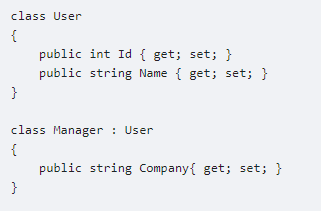 class User
{
    public int Id { get; set; }
    public string Name { get; set; }
}

class Manager : User
{
    public string Company{ get; set; }
}